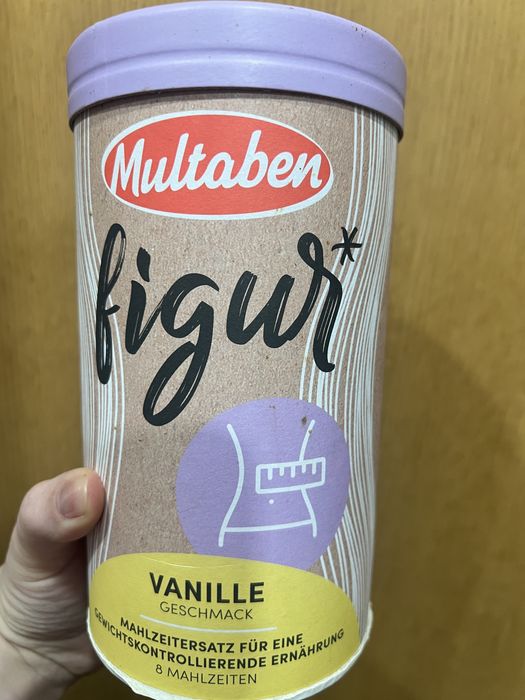 Multaben
figur*
VANILLE
GESCHMACK
MAHLZEITERSATZ FÜR EINE
GEWICHTSKONTROLLIERENDE ERNÄHRUNG
8 MAHLZEITEN